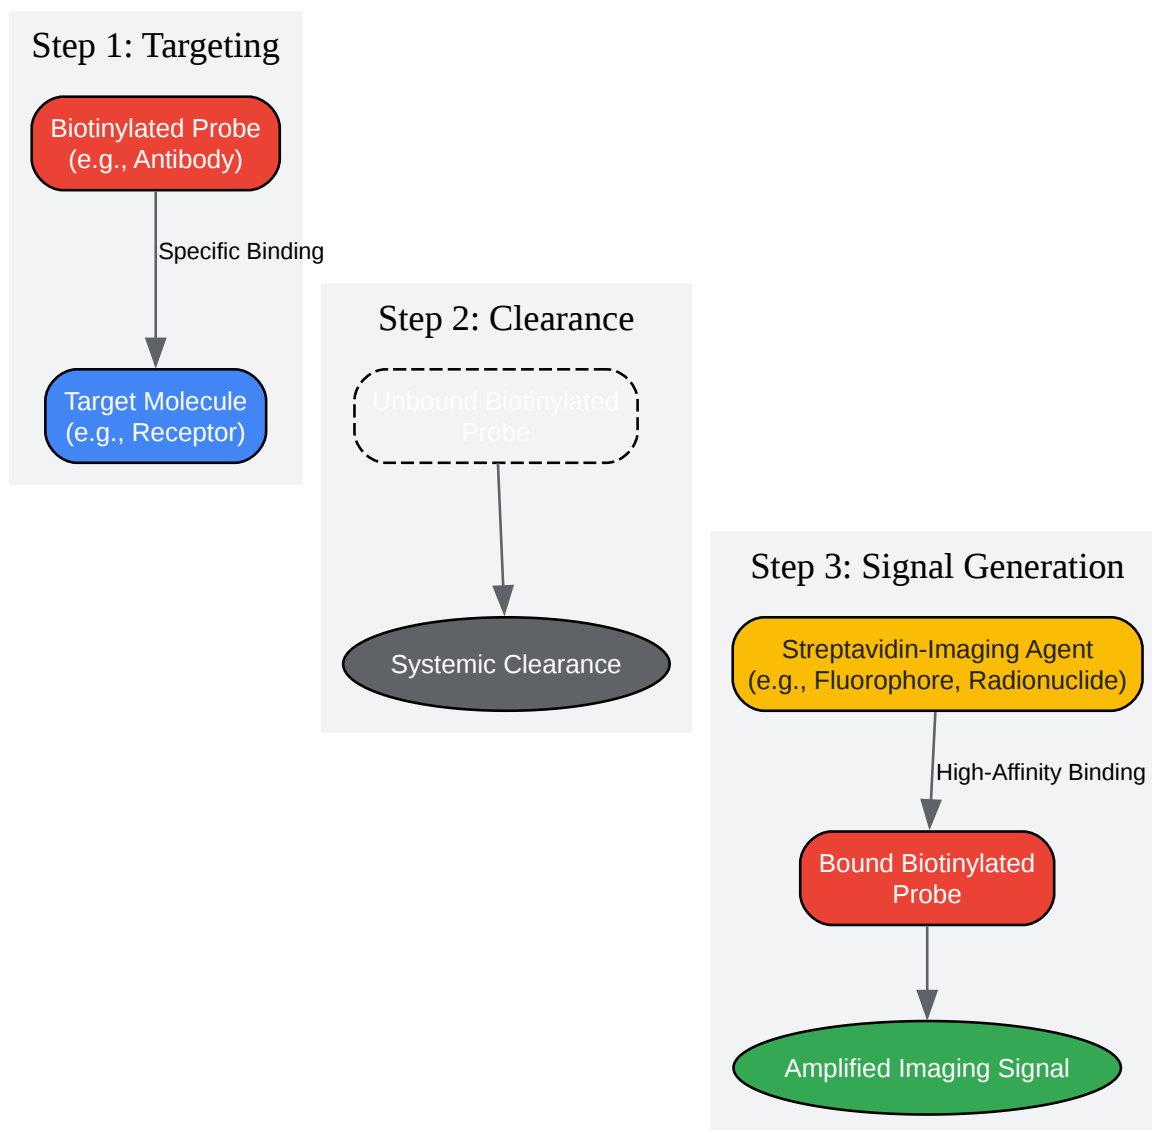 Step 1: Targeting
Biotinylated Probe
(e.g., Antibody)
Specific Binding
Target Molecule
(e.g., Receptor)
Step 2: Clearance
Unbound Biotinylated
Probe
Systemic Clearance
Step 3: Signal Generation
Streptavidin-Imaging Agent
(e.g., Fluorophore, Radionuclide)
High-Affinity Binding
Bound Biotinylated
Probe
Amplified Imaging Signal